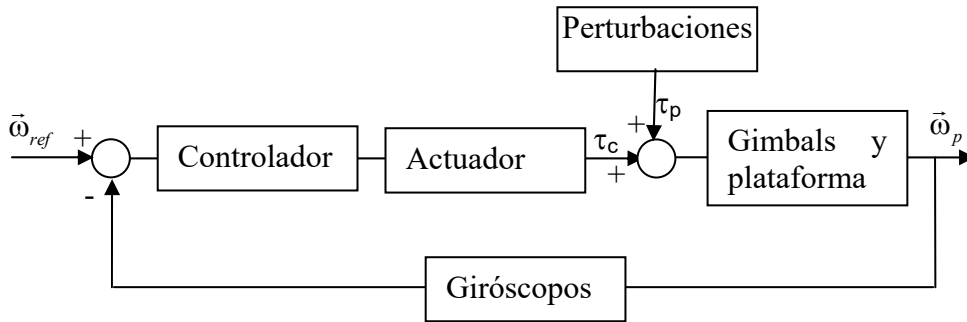 Perturbaciones
τp
ω⃗ref
+
-
Controlador
Actuador
τc
+
+
Gimbals y
plataforma
ω⃗p
Giróscopos